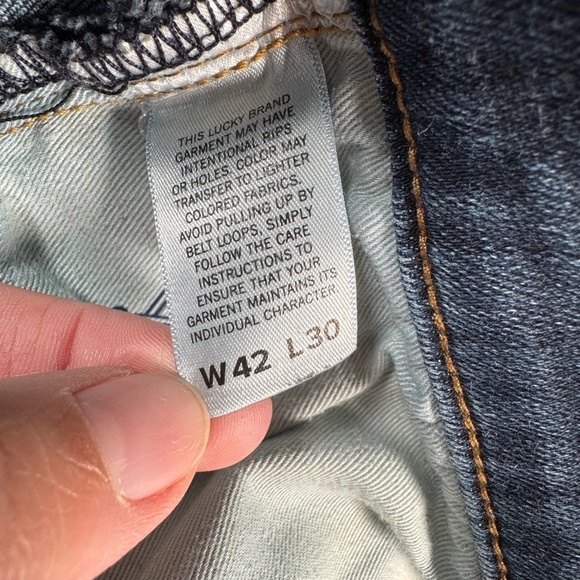 THIS LUCKY BRAND
GARMENT MAY HAVE
INTENTIONAL RIPS
OR HOLES. COLOR MAY
TRANSFER TO LIGHTER
COLORED FABRICS.
AVOID PULLING UP BY
BELT LOOPS, SIMPLY
FOLLOW THE CARE
INSTRUCTIONS TO
ENSURE THAT YOUR
GARMENT MAINTAINS ITS
INDIVIDUAL CHARACTER
W42 L30